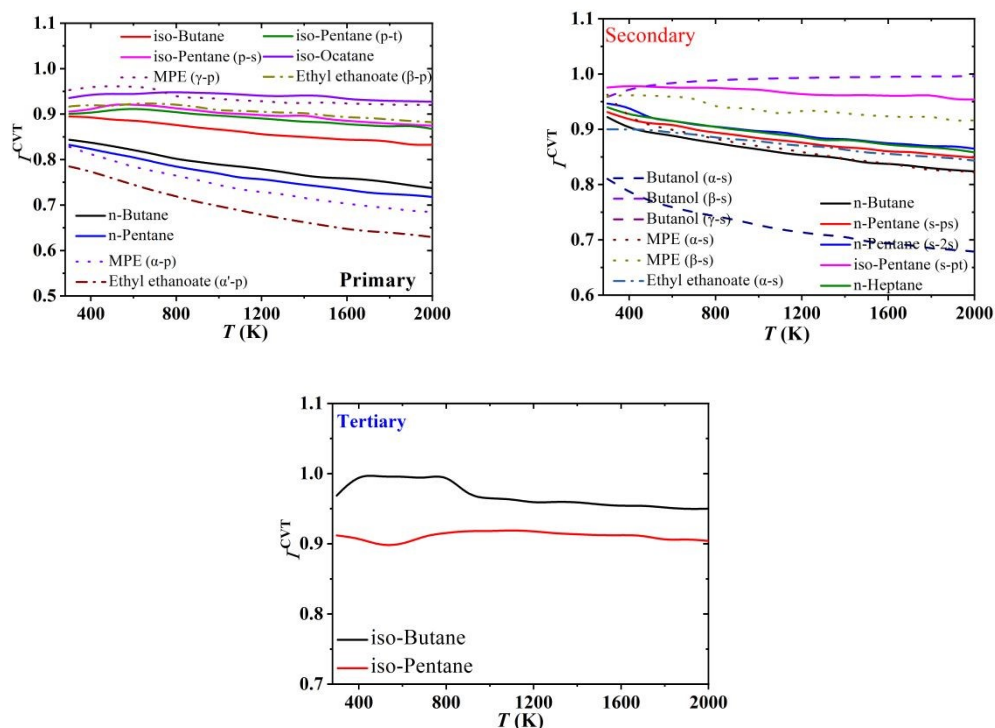 1.1
1.0
0.9
0.8
0.7
0.6
0.5
Γ^CVT
iso-Butane
iso-Pentane (p-t)
iso-Pentane (p-s)
iso-Ocatane
MPE (γ-p)
Ethyl ethanoate (β-p)
n-Butane
n-Pentane
MPE (α-p)
Ethyl ethanoate (α'-p)
Primary
400 800 1200 1600 2000
T (K)
1.1
1.0
0.9
0.8
0.7
0.6
Γ^CVT
Secondary
Butanol (α-s)
Butanol (β-s)
Butanol (γ-s)
MPE (α-s)
MPE (β-s)
Ethyl ethanoate (α-s)
n-Butane
n-Pentane (s-ps)
n-Pentane (s-2s)
iso-Pentane (s-pt)
n-Heptane
400 800 1200 1600 2000
T (K)
1.1
1.0
0.9
0.8
0.7
Γ^CVT
Tertiary
iso-Butane
iso-Pentane
400 800 1200 1600 2000
T (K)